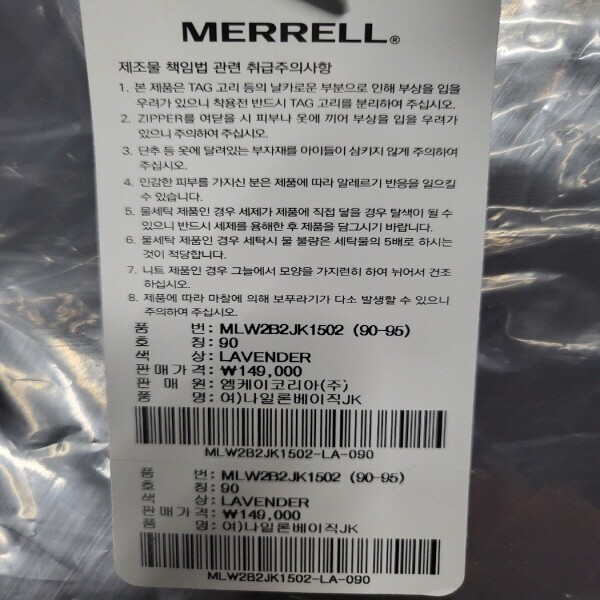 MERRELL®
제조물 책임법 관련 취급주의사항
1. 본 제품은 TAG 고리 등의 날카로운 부분으로 인해 부상을 입을
우려가 있으니 착용전 반드시 TAG 고리를 분리하여 주십시오.
2. ZIPPER를 여닫을 시 피부나 옷에 끼어 부상을 입을 우려가
있으니 주의하여 주십시오.
3. 단추 등 옷에 달려있는 부자재를 아이들이 삼키지 않게 주의하여
주십시오.
4. 민감한 피부를 가지신 분은 제품에 따라 알레르기 반응을 일으킬
수 있습니다.
5. 물세탁 제품인 경우 세제가 제품에 직접 닿을 경우 탈색이 될 수
있으니 반드시 세제를 용해한 후 제품을 담그시기 바랍니다.
6. 물세탁 제품인 경우 세탁시 물 불량은 세탁물의 5배로 하시는
것이 적당합니다.
7. 니트 제품인 경우 그늘에서 모양을 가지런히 하여 뉘어서 건조
하십시오.
8. 제품에 따라 마찰에 의해 보푸라기가 다소 발생할 수 있으니
주의하여 주십시오.
품 번: MLW2B2JK1502 (90-95)
호 칭: 90
색 상: LAVENDER
판매가격: ₩149,000
판 매 원: 엠케이코리아(주)
품 명: 여)나일론베이직JK
MLW2B2JK1502-LA-090
품 번: MLW2B2JK1502 (90-95)
호 칭: 90
색 상: LAVENDER
판매가격: ₩149,000
품 명: 여)나일론베이직JK
MLW2B2JK1502-LA-090